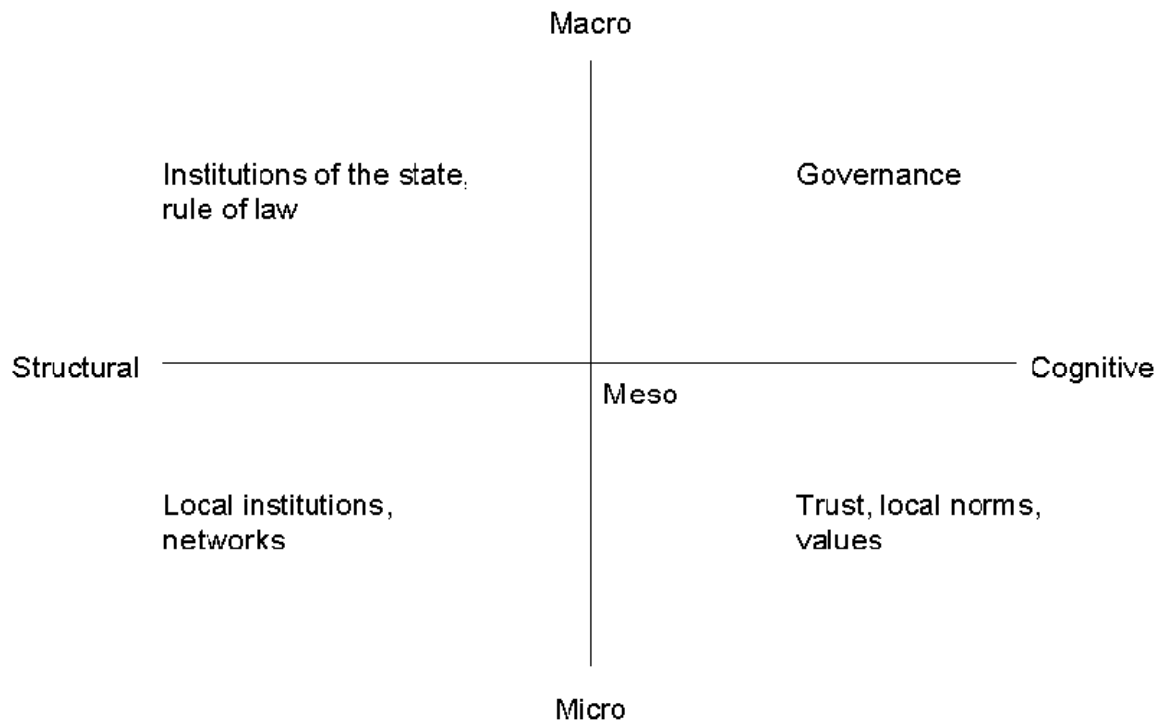 Macro
Institutions of the state,
rule of law
Governance
Structural
Cognitive
Meso
Local institutions,
networks
Trust, local norms,
values
Micro